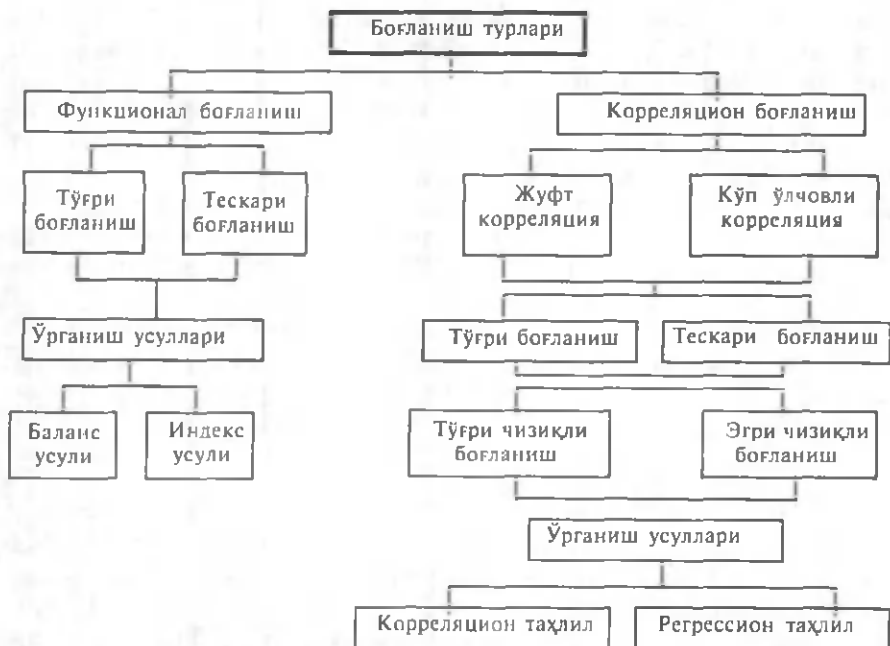 Боғланиш турлари
Функционал боғланиш
Корреляцион боғланиш
Тўғри
боғланиш
Тескари
боғланиш
Жуфт
корреляция
Кўп ўлчовли
корреляция
Ўрганиш усуллари
Тўғри боғланиш
Тескари боғланиш
Баланс
усули
Индекс
усули
Тўғри чизиқли
боғланиш
Эгри чизиқли
боғланиш
Ўрганиш усуллари
Корреляцион таҳлил
Регрессион таҳлил